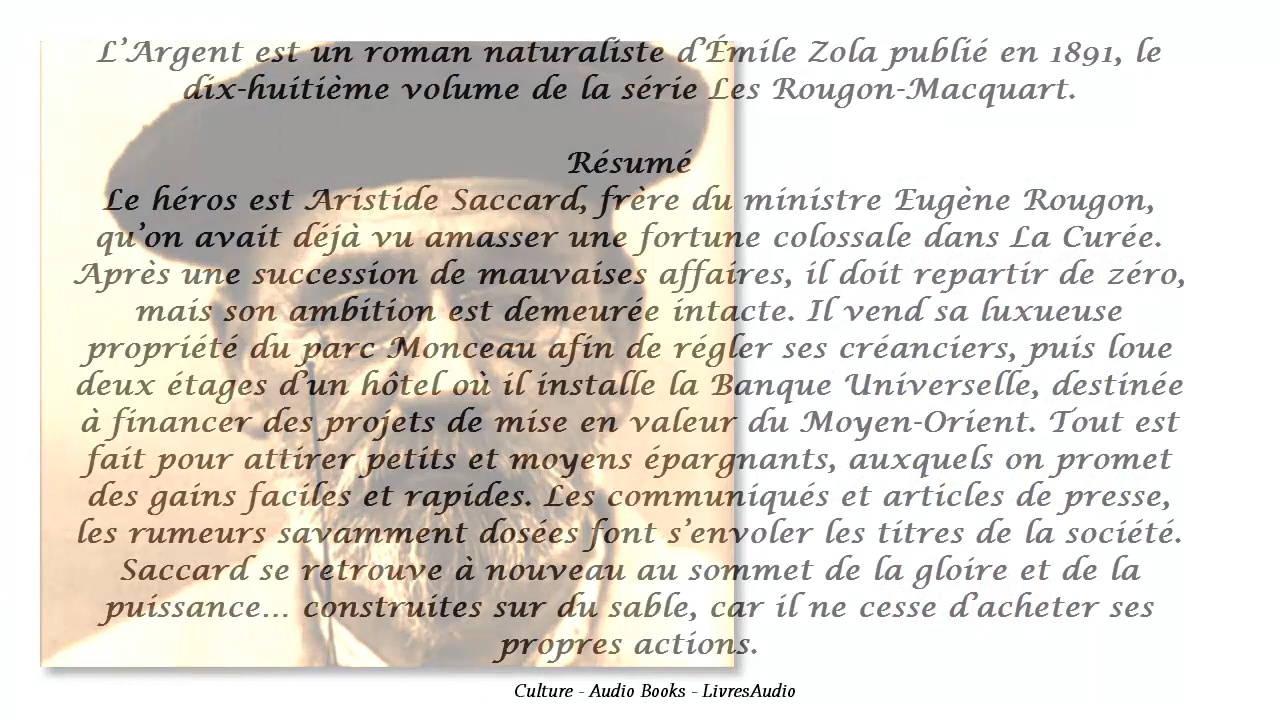 L’Argent est un roman naturaliste d’Émile Zola publié en 1891, le
dix-huitième volume de la série Les Rougon-Macquart.
Résumé
Le héros est Aristide Saccard, frère du ministre Eugène Rougon,
qu’on avait déjà vu amasser une fortune colossale dans La Curée.
Après une succession de mauvaises affaires, il doit repartir de zéro,
mais son ambition est demeurée intacte. Il vend sa luxueuse
propriété du parc Monceau afin de régler ses créanciers, puis loue
deux étages d’un hôtel où il installe la Banque Universelle, destinée
à financer des projets de mise en valeur du Moyen-Orient. Tout est
fait pour attirer petits et moyens épargnants, auxquels on promet
des gains faciles et rapides. Les communiqués et articles de presse,
les rumeurs savamment dosées font s’envoler les titres de la société.
Saccard se retrouve à nouveau au sommet de la gloire et de la
puissance… construites sur du sable, car il ne cesse d’acheter ses
propres actions.
Culture - Audio Books - LivresAudio